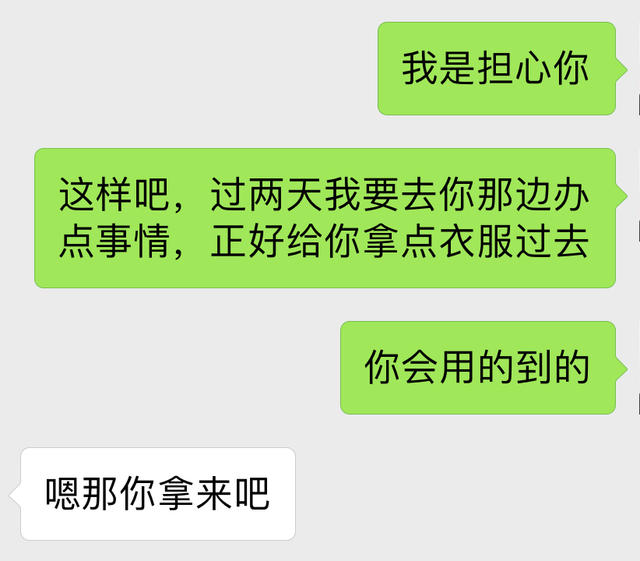 我是担心你
这样吧，过两天我要去你那边办
点事情，正好给你拿点衣服过去
你会用的到的
嗯那你拿来吧